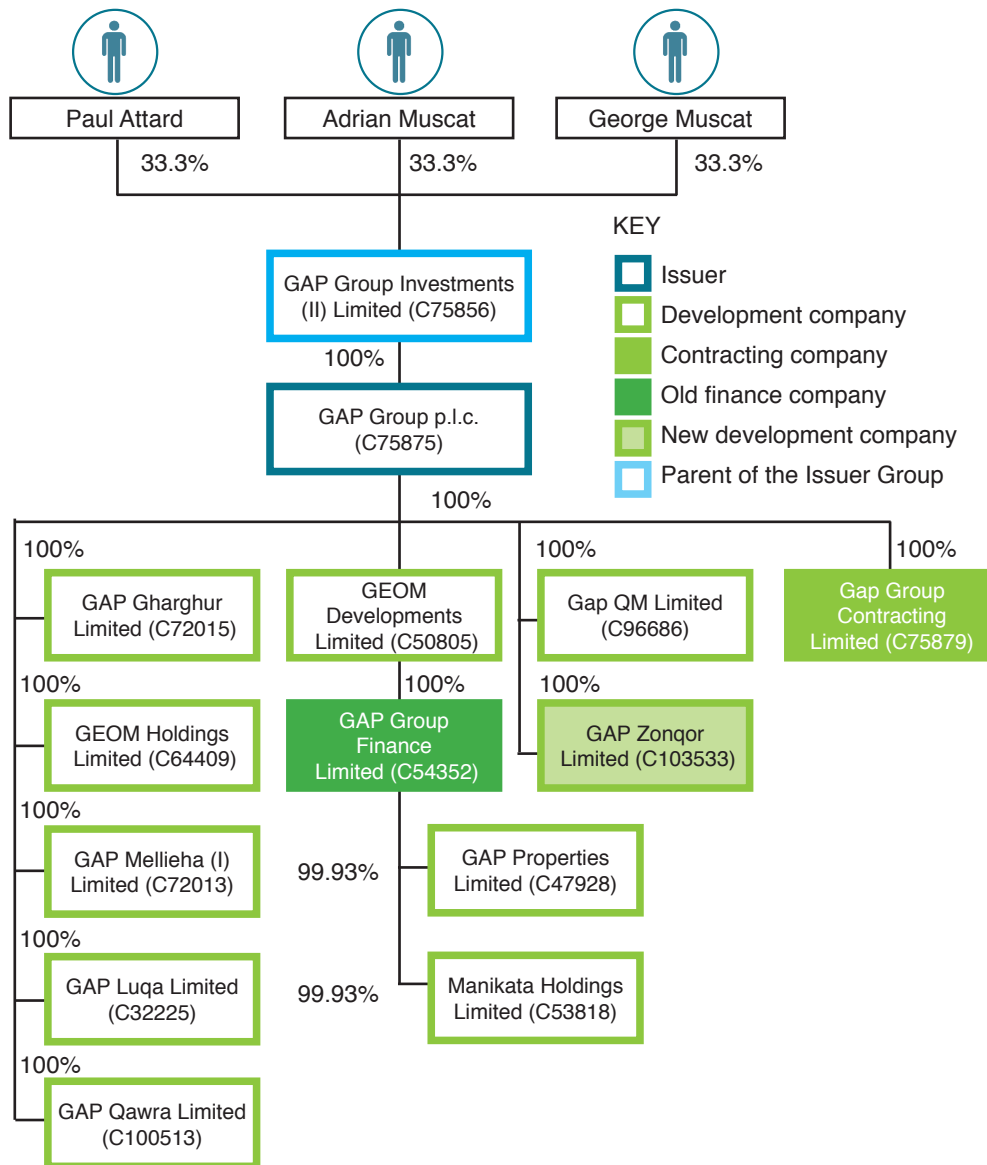 Paul Attard
Adrian Muscat
George Muscat
33.3%
33.3%
33.3%
KEY
Issuer
Development company
Contracting company
Old finance company
New development company
Parent of the Issuer Group
GAP Group Investments
(II) Limited (C75856)
100%
GAP Group p.l.c.
(C75875)
100%
100%
100%
100%
GAP Gharghur
Limited (C72015)
GEOM
Developments
Limited (C50805)
Gap QM Limited
(C96686)
Gap Group
Contracting
Limited (C75879)
100%
100%
100%
GEOM Holdings
Limited (C64409)
GAP Group
Finance
Limited (C54352)
GAP Zonqor
Limited (C103533)
100%
GAP Mellieha (I)
Limited (C72013)
99.93%
GAP Properties
Limited (C47928)
100%
GAP Luqa Limited
(C32225)
99.93%
Manikata Holdings
Limited (C53818)
100%
GAP Qawra Limited
(C100513)